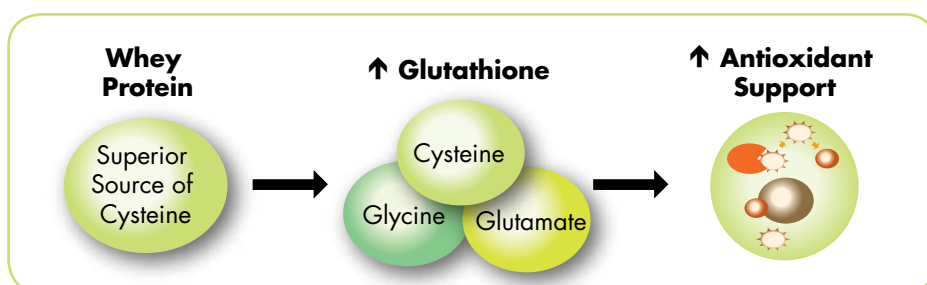 Whey
Protein
Superior
Source of
Cysteine
↑ Glutathione
Cysteine
Glycine
Glutamate
↑ Antioxidant
Support